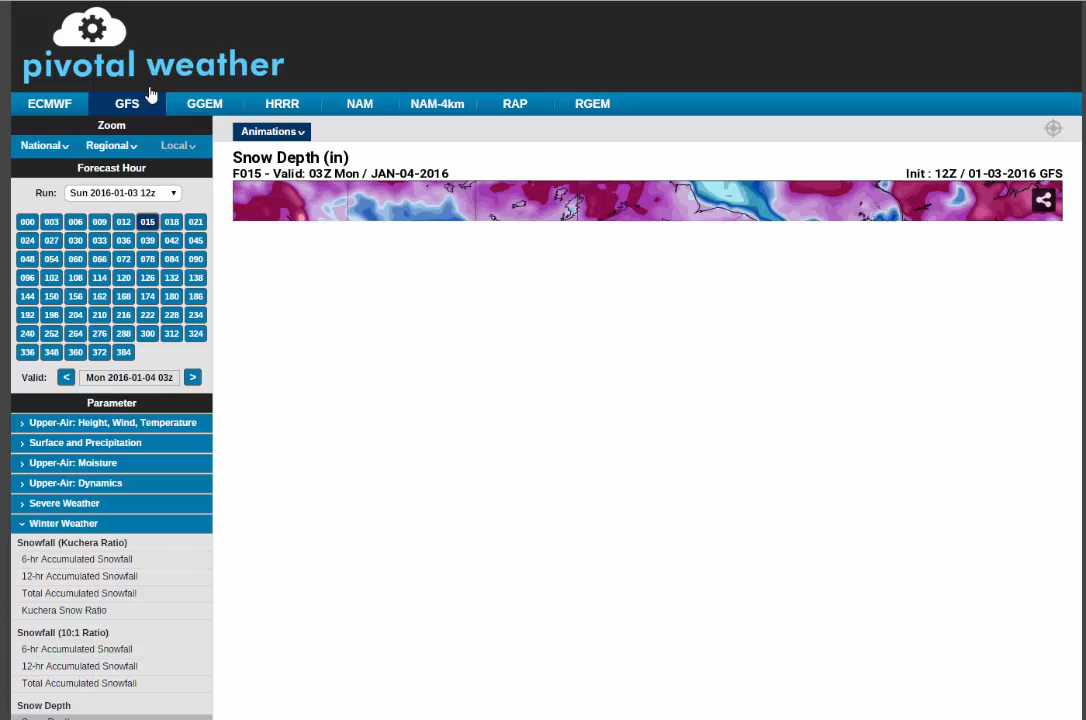 pivotal weather
ECMWF GFS GGEM HRRR NAM NAM-4km RAP RGEM
Zoom
National Regional Local
Forecast Hour
Run: Sun 2016-01-03 12z
000 003 006 009 012 015 018 021
024 027 030 033 036 039 042 045
048 054 060 066 072 078 084 090
096 102 108 114 120 126 132 138
144 150 156 162 168 174 180 186
192 198 204 210 216 222 228 234
240 252 264 276 288 300 312 324
336 348 360 372 384
Valid: < Mon 2016-01-04 03z >
Parameter
Upper-Air: Height, Wind, Temperature
Surface and Precipitation
Upper-Air: Moisture
Upper-Air: Dynamics
Severe Weather
Winter Weather
Snowfall (Kuchera Ratio)
6-hr Accumulated Snowfall
12-hr Accumulated Snowfall
Total Accumulated Snowfall
Kuchera Snow Ratio
Snowfall (10:1 Ratio)
6-hr Accumulated Snowfall
12-hr Accumulated Snowfall
Total Accumulated Snowfall
Snow Depth
Animations
Snow Depth (in)
F015 - Valid: 03Z Mon / JAN-04-2016
Init : 12Z / 01-03-2016 GFS